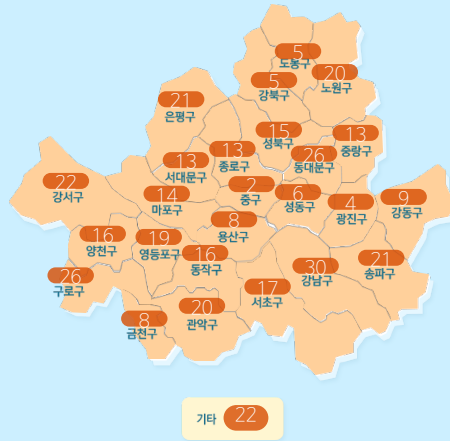 5
도봉구
5
강북구
20
노원구
21
은평구
15
성북구
13
중랑구
13
종로구
26
동대문구
13
서대문구
22
강서구
14
마포구
2
중구
6
성동구
4
광진구
9
강동구
8
용산구
16
양천구
19
영등포구
16
동작구
30
강남구
21
송파구
26
구로구
17
서초구
8
금천구
20
관악구
기타 22